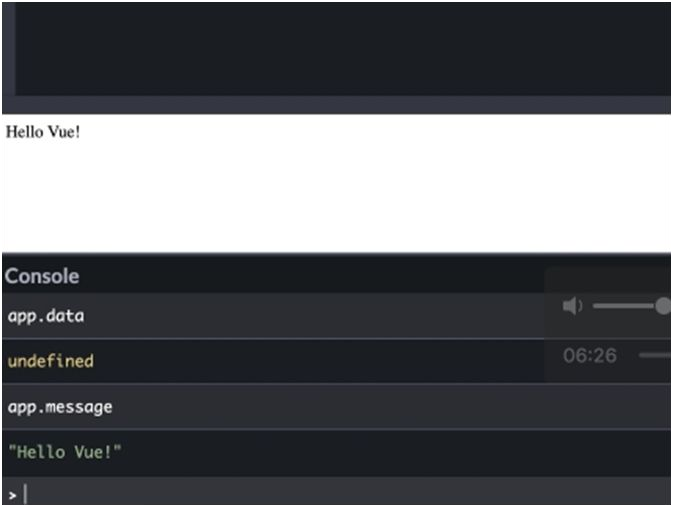 Hello Vue!
Console
app.data
undefined
06:26
app.message
"Hello Vue!"
>